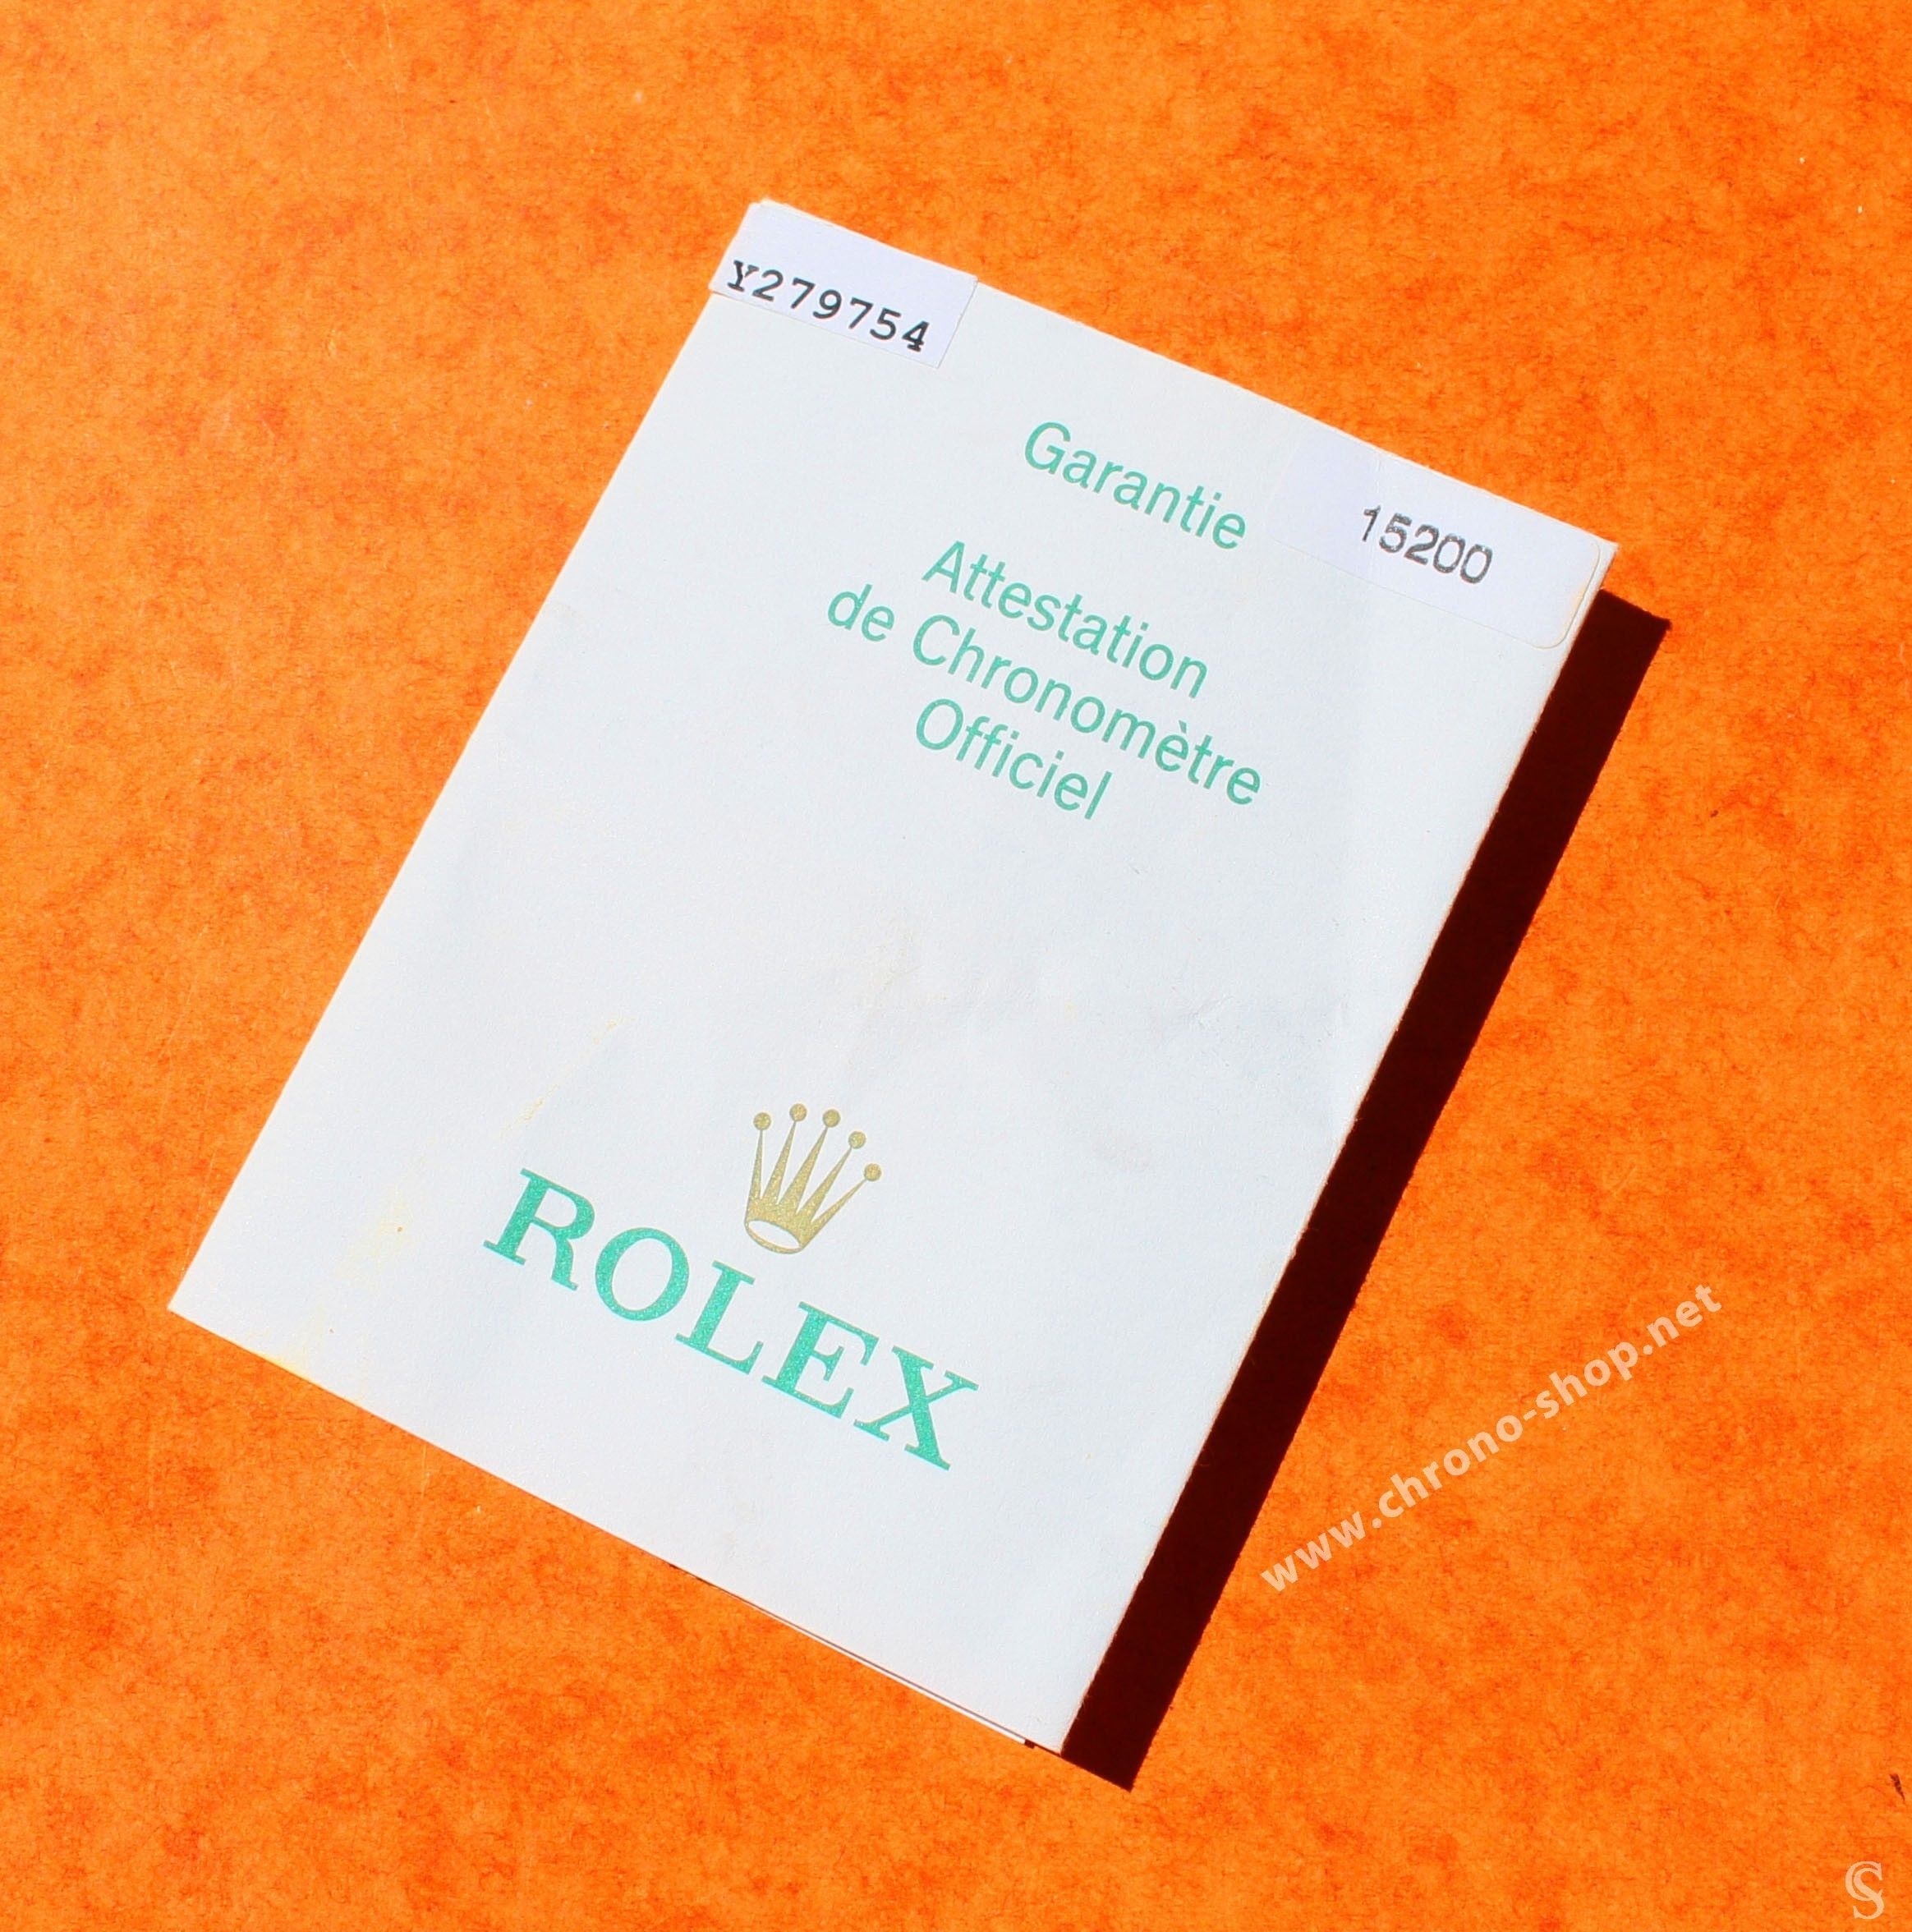 Y279754
Garantie
15200
Attestation
de Chronomètre
Officiel
ROLEX
www.chrono-shop.net